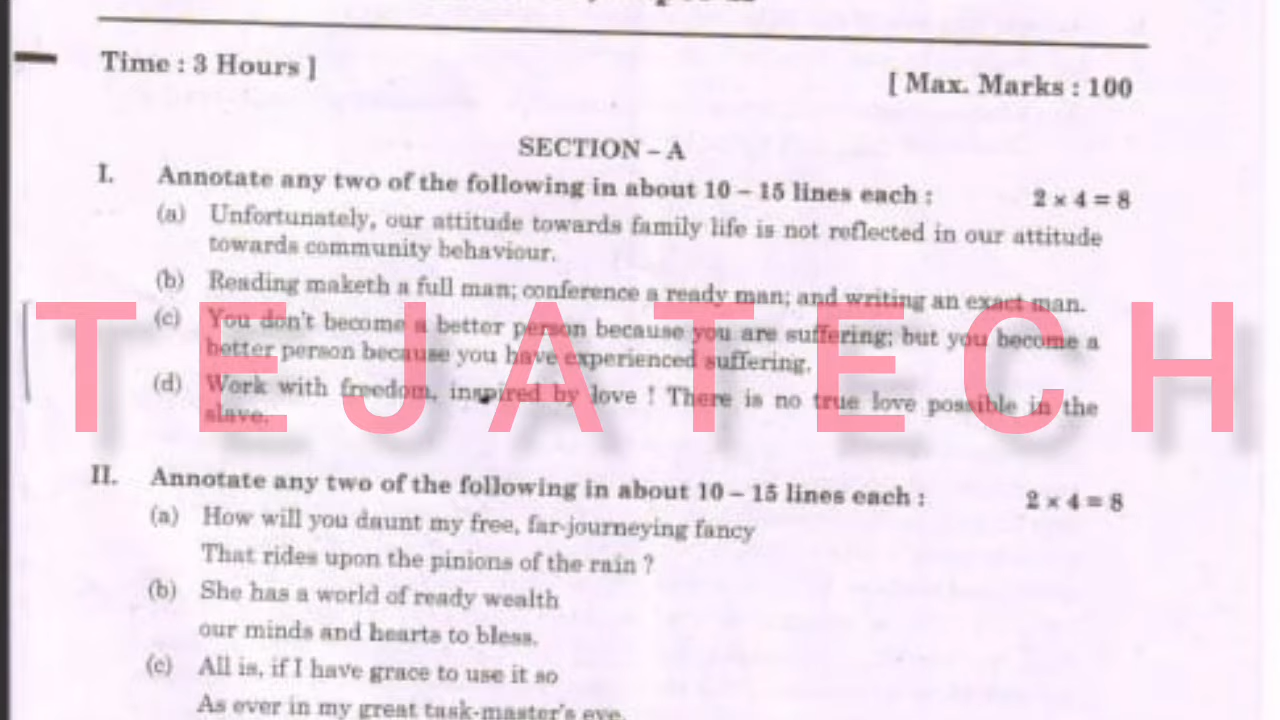 Time : 3 Hours ]
[ Max. Marks : 100
SECTION – A
I. Annotate any two of the following in about 10 – 15 lines each : 2 × 4 = 8
(a) Unfortunately, our attitude towards family life is not reflected in our attitude
towards community behaviour.
(b) Reading maketh a full man; conference a ready man; and writing an exact man.
(c) You don't become a better person because you are suffering; but you become a
better person because you have experienced suffering.
(d) Work with freedom, inspired by love ! There is no true love possible in the
slave.
TEJATECH
II. Annotate any two of the following in about 10 – 15 lines each : 2 × 4 = 8
(a) How will you daunt my free, far-journeying fancy
That rides upon the pinions of the rain ?
(b) She has a world of ready wealth
our minds and hearts to bless.
(c) All is, if I have grace to use it so
As ever in my great task-master's eye.